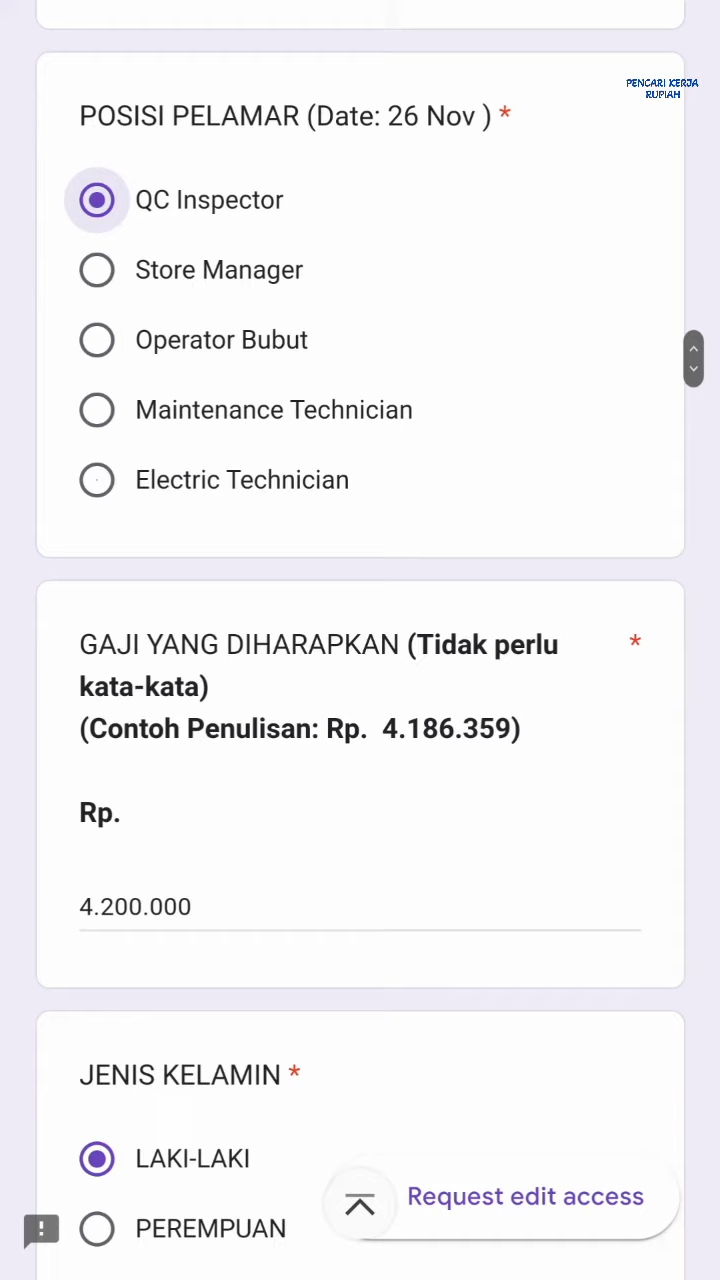 PENCARI KERJA
RUPIAH
POSISI PELAMAR (Date: 26 Nov ) *
QC Inspector
Store Manager
Operator Bubut
Maintenance Technician
Electric Technician
GAJI YANG DIHARAPKAN (Tidak perlu *
kata-kata)
(Contoh Penulisan: Rp.  4.186.359)
Rp.
4.200.000
JENIS KELAMIN *
LAKI-LAKI
Request edit access
PEREMPUAN